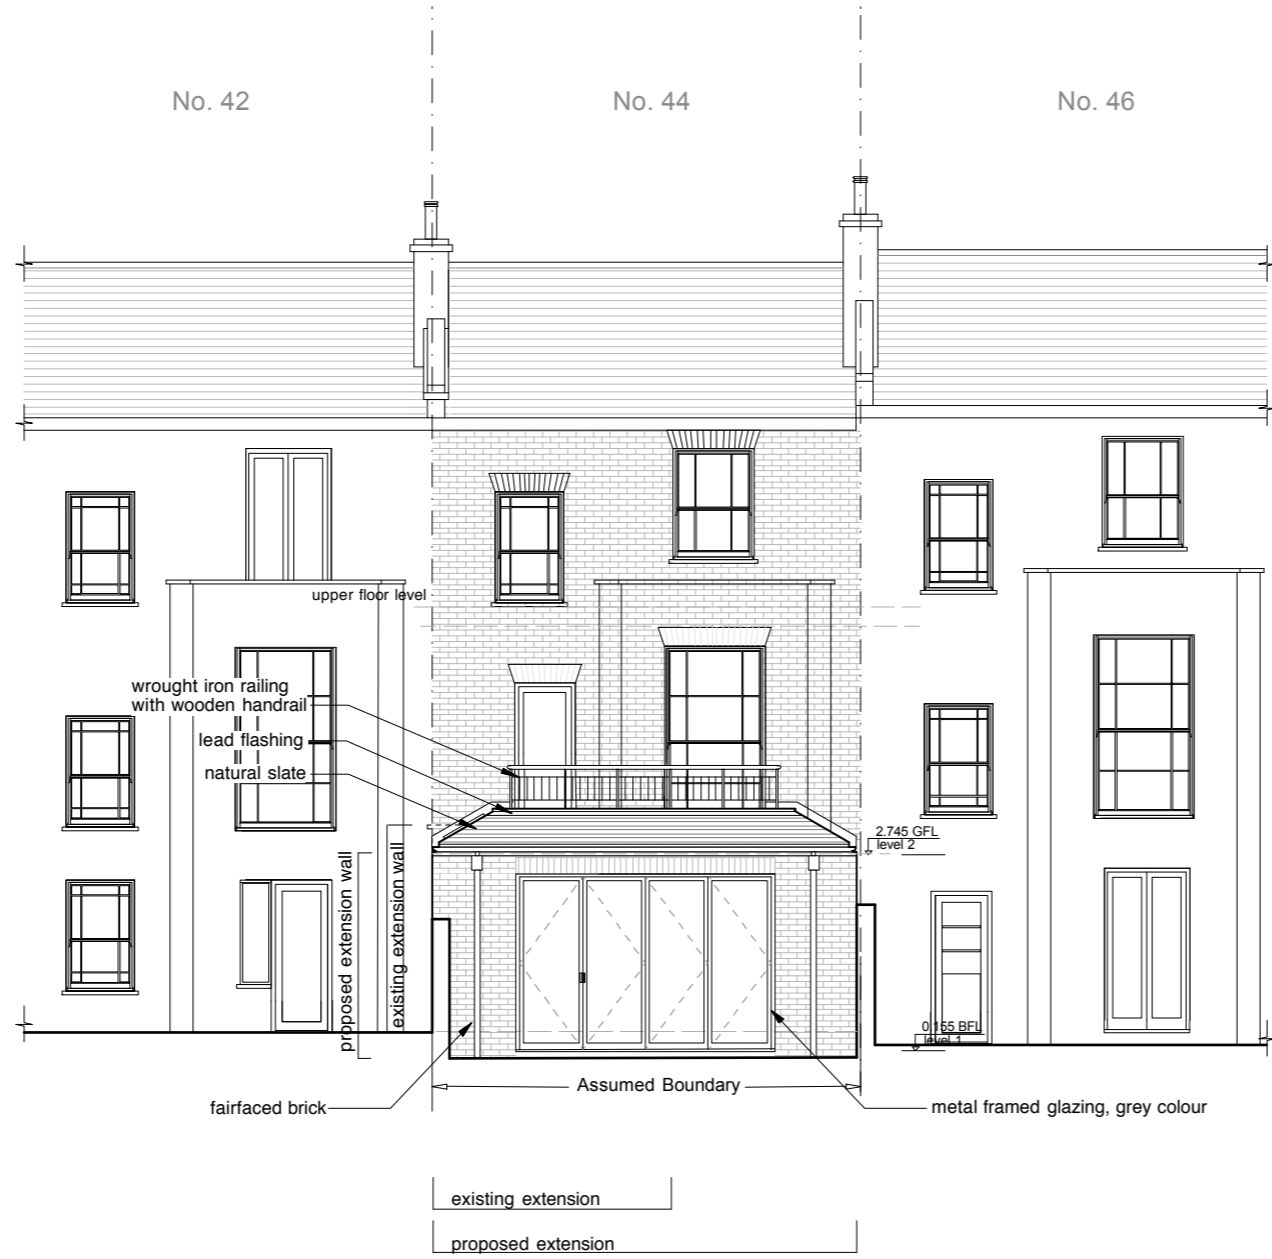 No. 42
No. 44
No. 46
upper floor level
wrought iron railing
with wooden handrail
lead flashing
natural slate
2.745 GFL
level 2
proposed extension wall
existing extension wall
0.155 BFL
level 1
Assumed Boundary
fairfaced brick
metal framed glazing, grey colour
existing extension
proposed extension